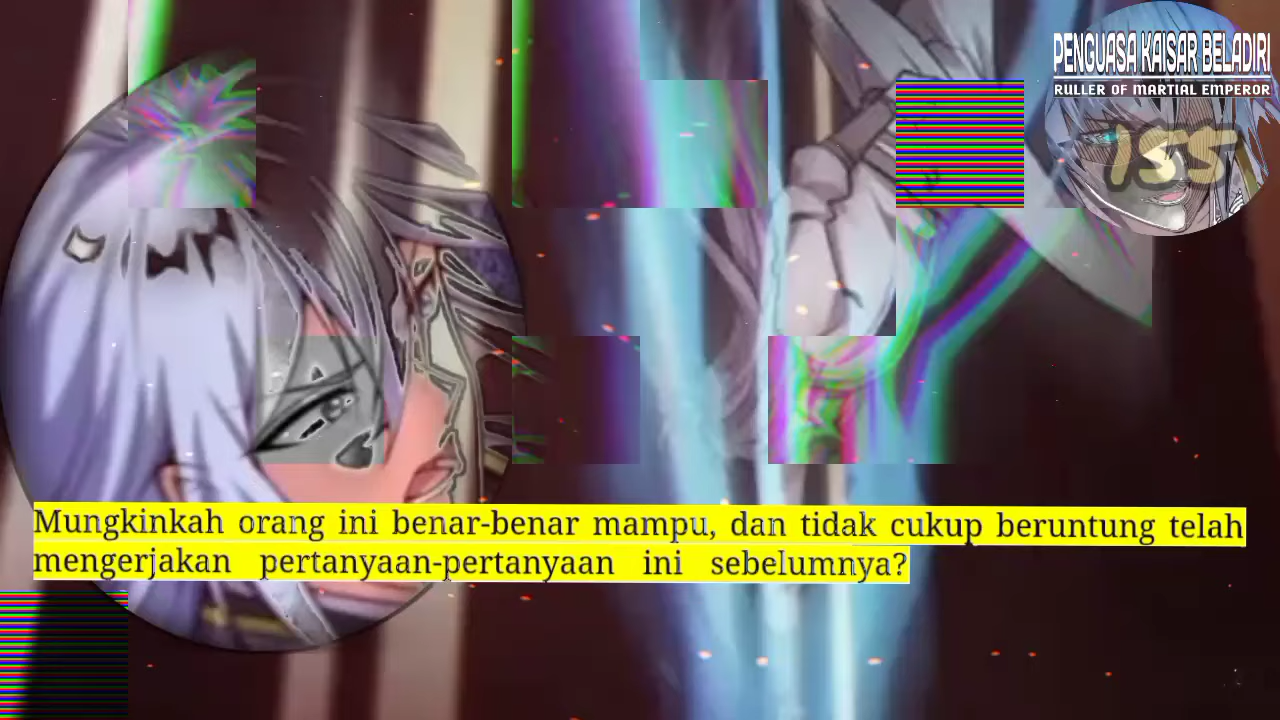 PENGUASA KAISAR BELADIRI
RULLER OF MARTIAL EMPEROR
155
Mungkinkah orang ini benar-benar mampu, dan tidak cukup beruntung telah
mengerjakan pertanyaan-pertanyaan ini sebelumnya?